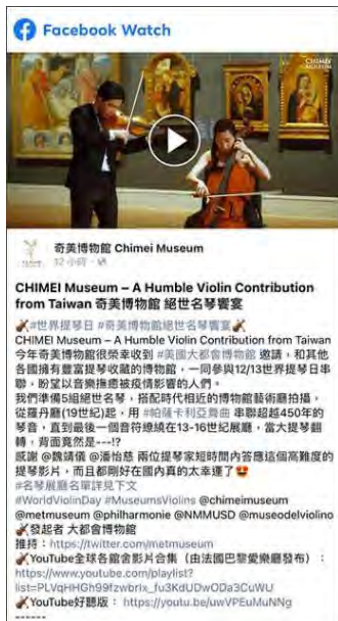 Facebook Watch
CHIMEI
MUSEUM
奇美博物館 Chimei Museum
12 小時
CHIMEI Museum – A Humble Violin Contribution
from Taiwan 奇美博物館 絕世名琴饗宴
🎻#世界提琴日 #奇美博物館絕世名琴饗宴🎻
CHIMEI Museum – A Humble Violin Contribution from Taiwan
今年奇美博物館很榮幸收到 #美國大都會博物館 邀請，和其他
各國擁有豐富提琴收藏的博物館，一同參與12/13世界提琴日串
聯，盼望以音樂撫慰被疫情影響的人們。
我們準備5組絕世名琴，搭配時代相近的博物館藝術廳拍攝，
從羅丹廳(19世紀)起，用 #帕薩卡利亞舞曲 串聯超越450年的
琴音，直到最後一個音符繚繞在13-16世紀展廳，當大提琴翻
轉，背面竟然是---!?
感謝 @魏靖儀 @潘怡慈 兩位提琴家短時間內答應這個高難度的
提琴影片，而且都剛好在國內真的太幸運了😍
#名琴展廳名單詳見下文
#WorldViolinDay #MuseumsViolins @chimeimuseum
@metmuseum @philharmonie @NMMUSD @museodelviolino
🎻發起者 大都會博物館
推特：https://twitter.com/metmuseum
🎻YouTube全球各館會影片合集（由法國巴黎愛樂廳發布）：
https://www.youtube.com/playlist?
list=PLVqHHGh99fzwbrIx_fu3KdUDwODa3CuWU
🎻YouTube好聽版： https://youtu.be/uwVPEuMuNNg
------